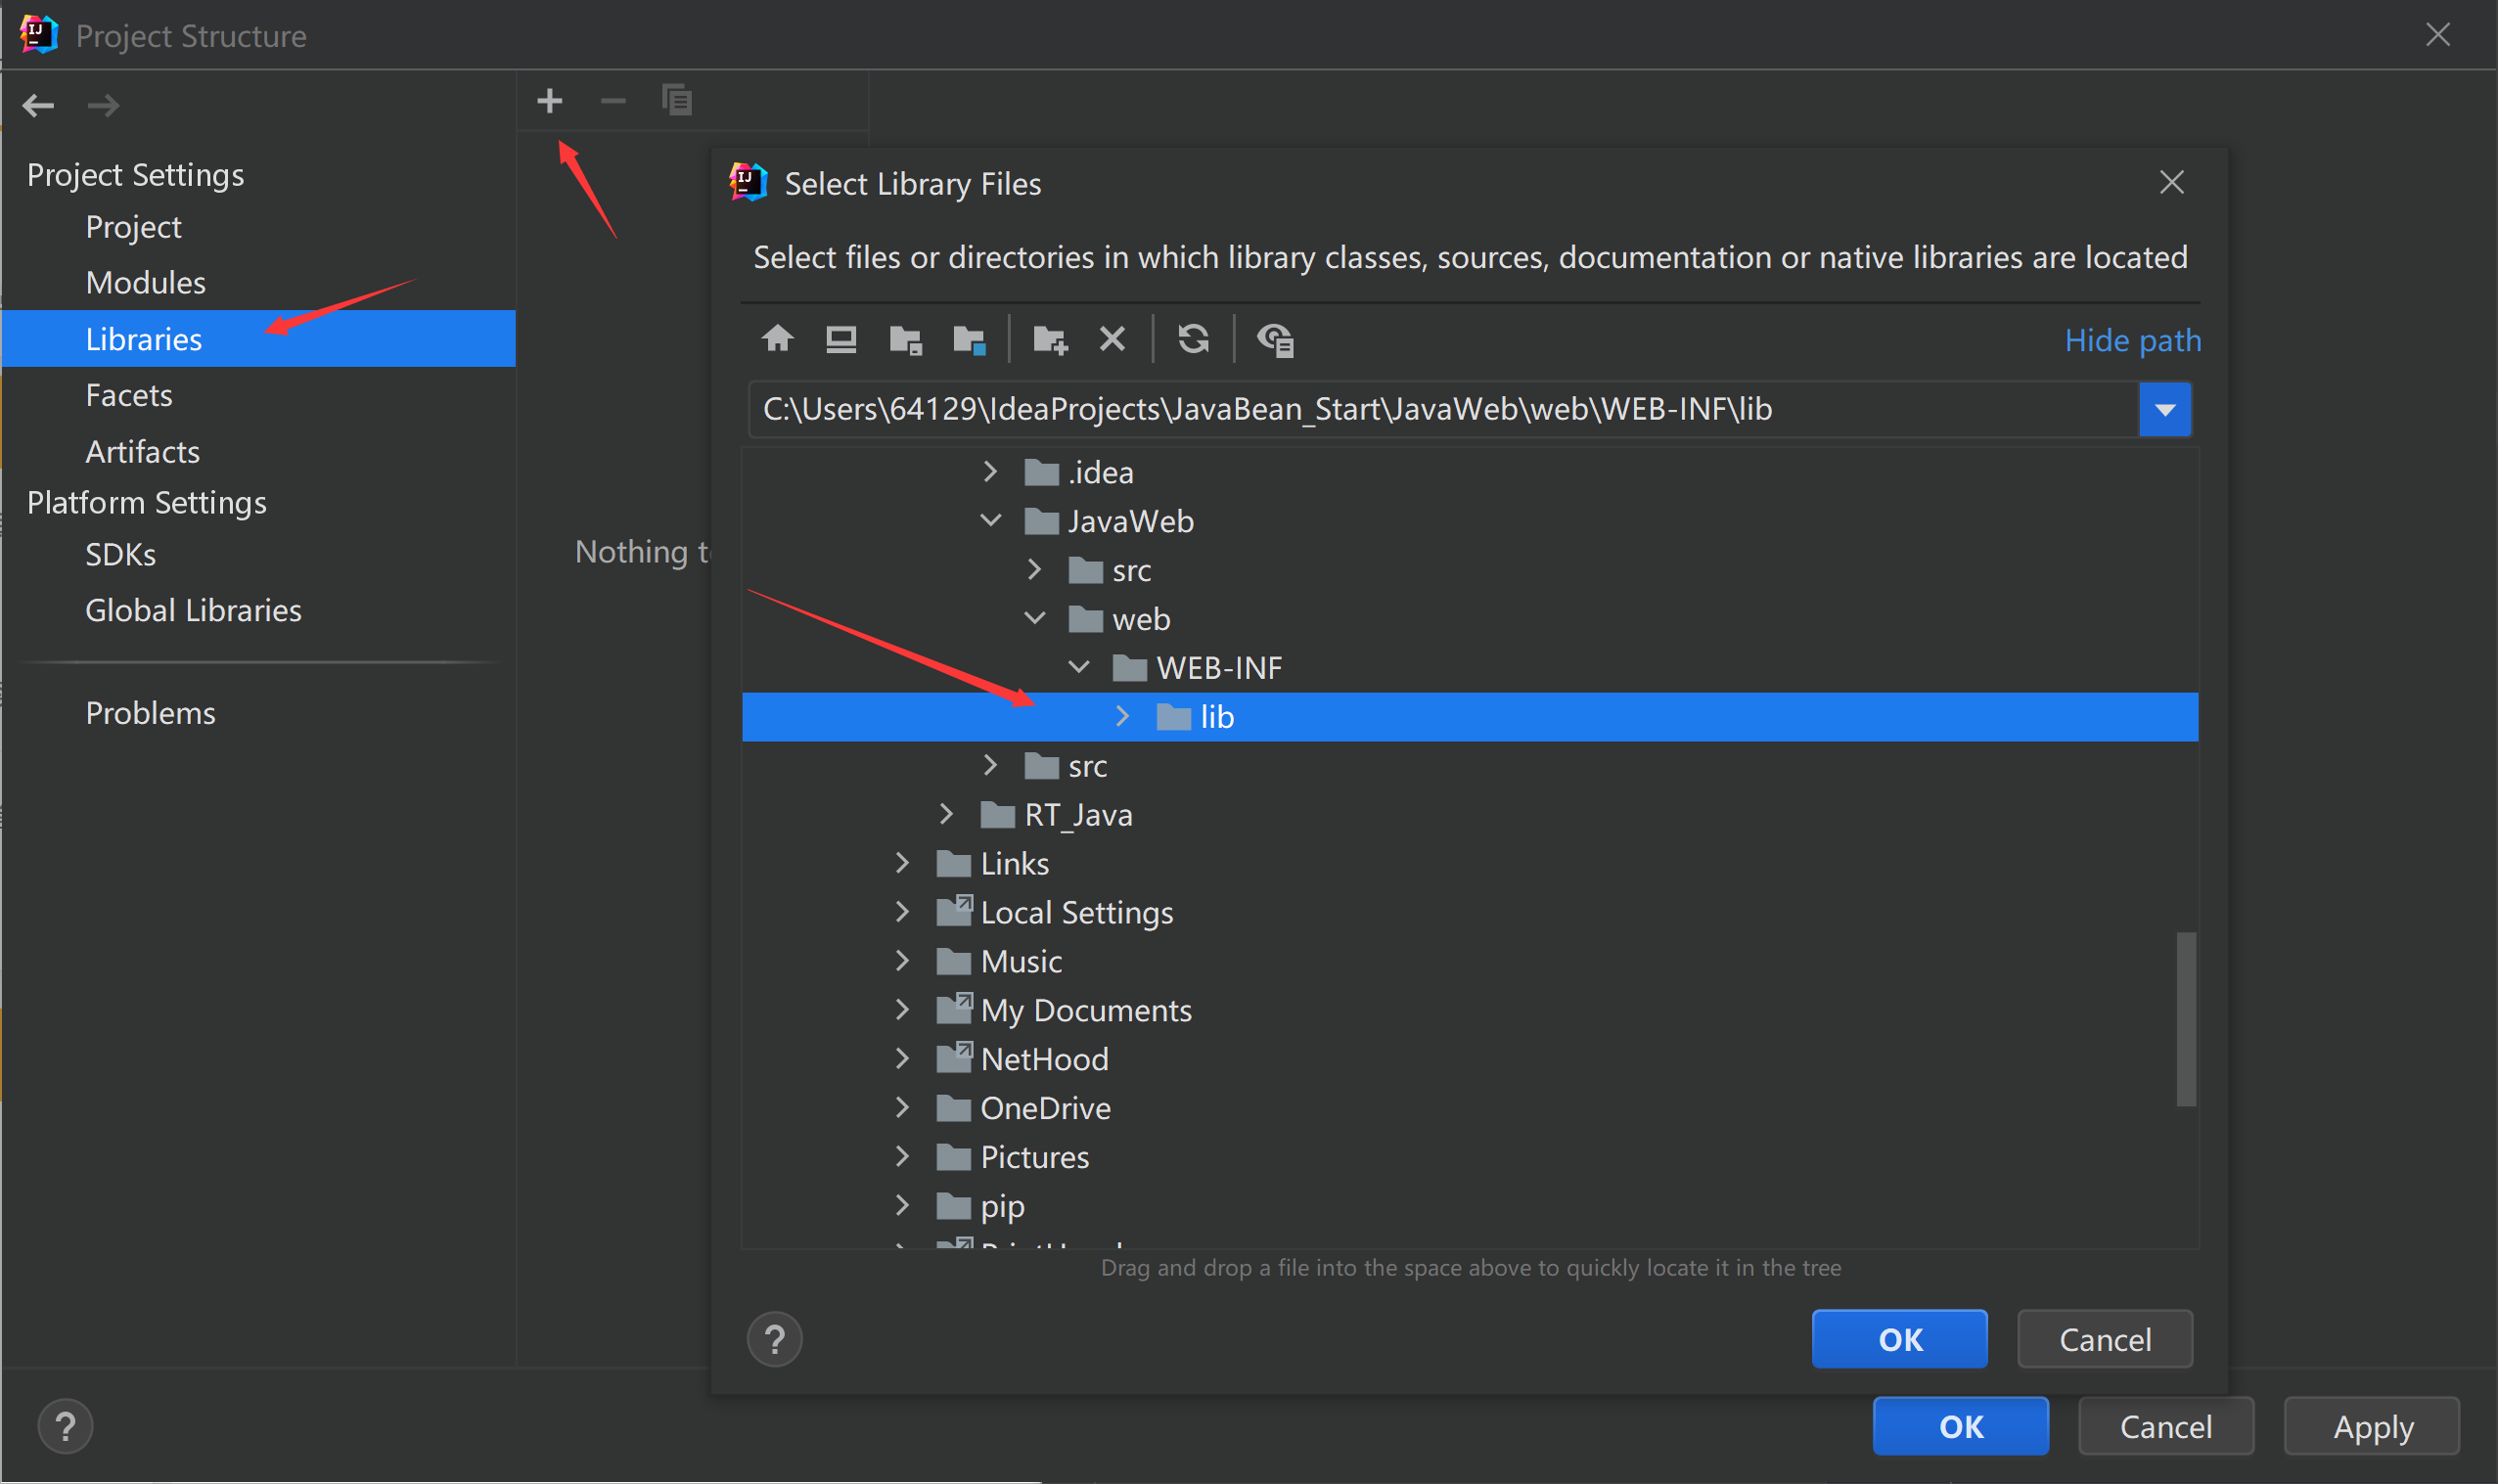 Project Structure
Project Settings
Project
Modules
Libraries
Facets
Artifacts
Platform Settings
SDKs
Global Libraries
Problems
Nothing
Select Library Files
Select files or directories in which library classes, sources, documentation or native libraries are located
Hide path
C:\Users\64129\IdeaProjects\JavaBean_Start\JavaWeb\web\WEB-INF\lib
.idea
JavaWeb
src
web
WEB-INF
lib
src
RT_Java
Links
Local Settings
Music
My Documents
NetHood
OneDrive
Pictures
pip
Drag and drop a file into the space above to quickly locate it in the tree
? OK Cancel
? OK Cancel Apply